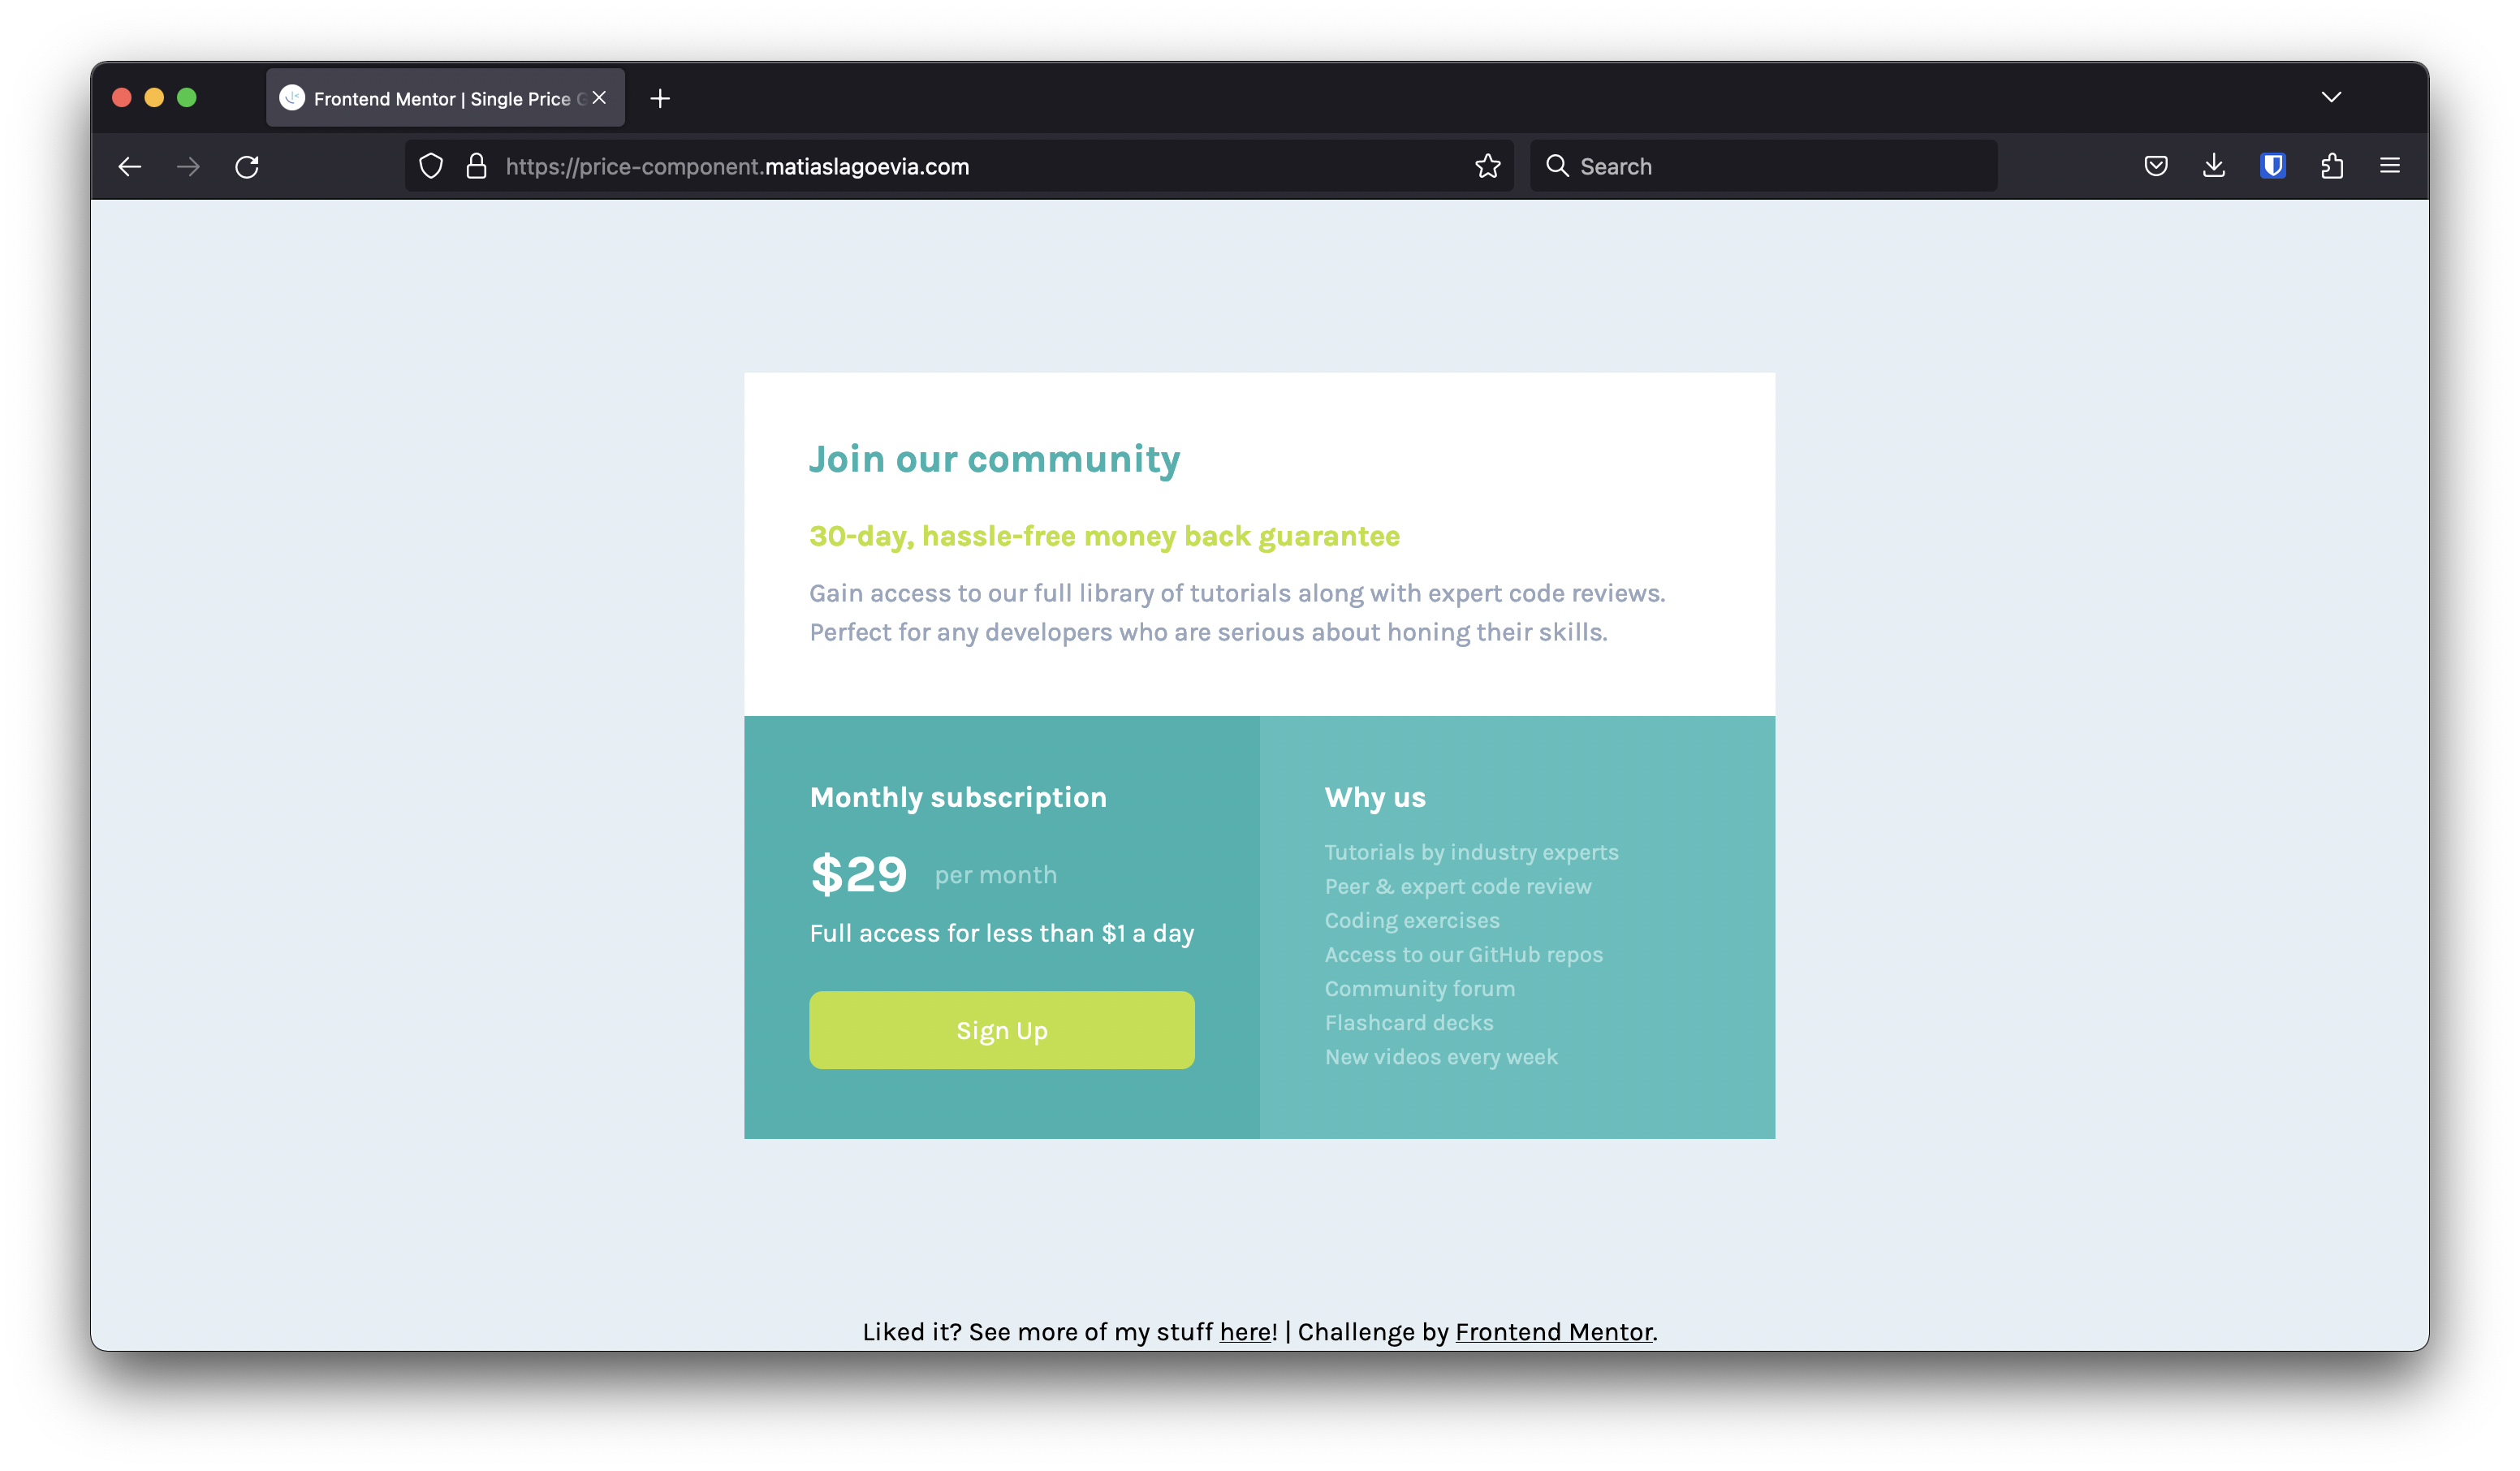 Frontend Mentor | Single Price
https://price-component.matiaslagoevia.com
Search
Join our community
30-day, hassle-free money back guarantee
Gain access to our full library of tutorials along with expert code reviews.
Perfect for any developers who are serious about honing their skills.
Monthly subscription
$29 per month
Full access for less than $1 a day
Sign Up
Why us
Tutorials by industry experts
Peer & expert code review
Coding exercises
Access to our GitHub repos
Community forum
Flashcard decks
New videos every week
Liked it? See more of my stuff here! | Challenge by Frontend Mentor.